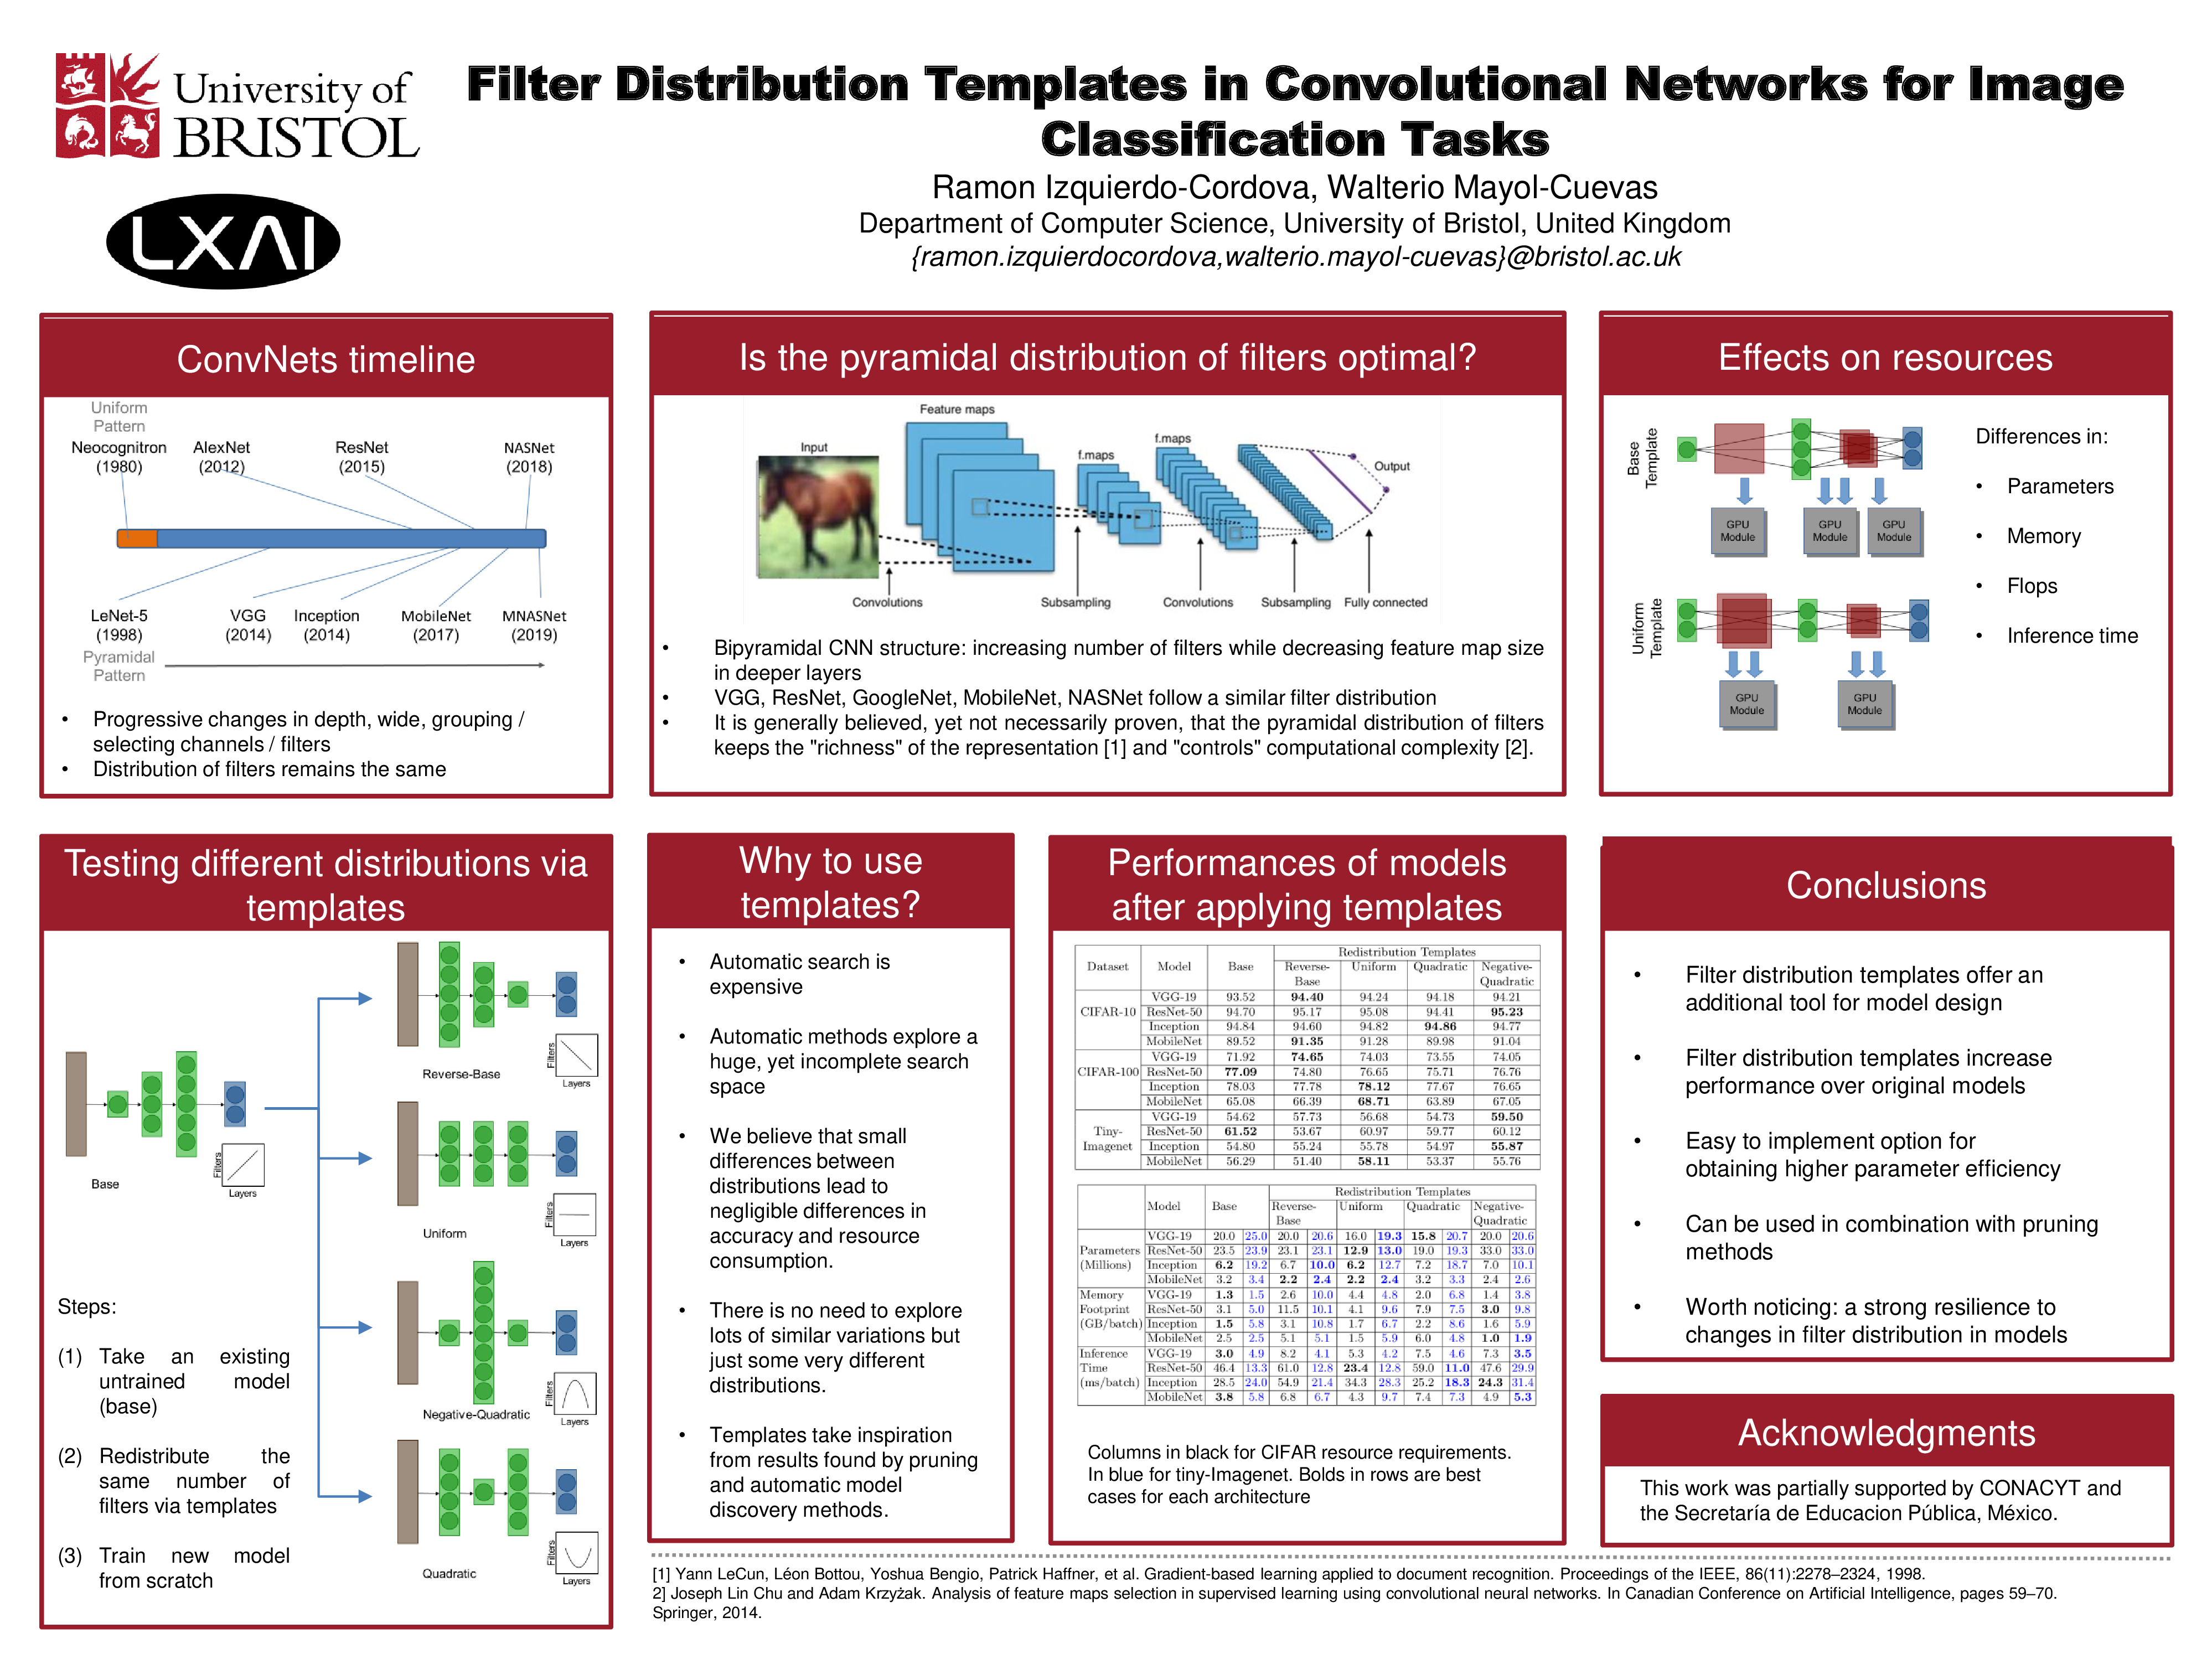 University of
BRISTOL
LXAI
Filter Distribution Templates in Convolutional Networks for Image
Classification Tasks
Ramon Izquierdo-Cordova, Walterio Mayol-Cuevas
Department of Computer Science, University of Bristol, United Kingdom
{ramon.izquierdocordova,walterio.mayol-cuevas}@bristol.ac.uk
ConvNets timeline
Uniform
Pattern
Neocognitron AlexNet ResNet NASNet
(1980) (2012) (2015) (2018)
LeNet-5 VGG Inception MobileNet MNASNet
(1998) (2014) (2014) (2017) (2019)
Pyramidal
Pattern
• Progressive changes in depth, wide, grouping /
selecting channels / filters
• Distribution of filters remains the same
Is the pyramidal distribution of filters optimal?
Feature maps
Input
f.maps
f.maps
Output
Convolutions Subsampling Convolutions Subsampling Fully connected
• Bipyramidal CNN structure: increasing number of filters while decreasing feature map size
in deeper layers
• VGG, ResNet, GoogleNet, MobileNet, NASNet follow a similar filter distribution
• It is generally believed, yet not necessarily proven, that the pyramidal distribution of filters
keeps the "richness" of the representation [1] and "controls" computational complexity [2].
Effects on resources
Base
Template
GPU
Module
GPU
Module
GPU
Module
Uniform
Template
GPU
Module
GPU
Module
Differences in:
• Parameters
• Memory
• Flops
• Inference time
Testing different distributions via
templates
Base
Filters
Layers
Reverse-Base
Filters
Layers
Uniform
Filters
Layers
Negative-Quadratic
Filters
Layers
Quadratic
Filters
Layers
Steps:
(1) Take an existing
untrained model
(base)
(2) Redistribute the
same number of
filters via templates
(3) Train new model
from scratch
Why to use
templates?
• Automatic search is
expensive
• Automatic methods explore a
huge, yet incomplete search
space
• We believe that small
differences between
distributions lead to
negligible differences in
accuracy and resource
consumption.
• There is no need to explore
lots of similar variations but
just some very different
distributions.
• Templates take inspiration
from results found by pruning
and automatic model
discovery methods.
Performances of models
after applying templates
Redistribution Templates
Dataset Model Base Reverse- Uniform Quadratic Negative-
Base Quadratic
VGG-19 93.52 94.40 94.24 94.18 94.21
CIFAR-10 ResNet-50 94.70 95.17 95.08 94.41 95.23
Inception 94.84 94.60 94.82 94.86 94.77
MobileNet 89.52 91.35 91.28 89.98 91.04
VGG-19 71.92 74.65 74.03 73.55 74.05
CIFAR-100 ResNet-50 77.09 74.80 76.65 75.71 76.76
Inception 78.03 77.78 78.12 77.67 76.65
MobileNet 65.08 66.39 68.71 63.89 67.05
VGG-19 54.62 57.73 56.68 54.73 59.50
Tiny- ResNet-50 61.52 53.67 60.97 59.77 60.12
Imagenet Inception 54.80 55.24 55.78 54.97 55.87
MobileNet 56.29 51.40 58.11 53.37 55.76
Redistribution Templates
Model Base Reverse- Uniform Quadratic Negative-
Base Quadratic
VGG-19 20.0 25.0 20.0 20.6 16.0 19.3 15.8 20.7 20.0 20.6
Parameters ResNet-50 23.5 23.9 23.1 23.1 12.9 13.0 19.0 19.3 33.0 33.0
(Millions) Inception 6.2 19.2 6.7 10.0 6.2 12.7 7.2 18.7 7.0 10.1
MobileNet 3.2 3.4 2.2 2.4 2.2 2.4 3.2 3.3 2.4 2.6
Memory VGG-19 1.3 1.5 2.6 10.0 4.4 4.8 2.0 6.8 1.4 3.8
Footprint ResNet-50 3.1 5.0 11.5 10.1 4.1 9.6 7.9 7.5 3.0 9.8
(GB/batch) Inception 1.5 5.8 3.1 10.8 1.7 6.7 2.2 8.6 1.6 5.9
MobileNet 2.5 2.5 5.1 5.1 1.5 5.9 6.0 4.8 1.0 1.9
Inference VGG-19 3.0 4.9 8.2 4.1 5.3 4.2 7.5 4.6 7.3 3.5
Time ResNet-50 46.4 13.3 61.0 12.8 23.4 12.8 59.0 11.0 47.6 29.9
(ms/batch) Inception 28.5 24.0 54.9 21.4 34.3 28.3 25.2 18.3 24.3 31.4
MobileNet 3.8 5.8 6.8 6.7 4.3 9.7 7.4 7.3 4.9 5.3
Columns in black for CIFAR resource requirements.
In blue for tiny-Imagenet. Bolds in rows are best
cases for each architecture
Conclusions
• Filter distribution templates offer an
additional tool for model design
• Filter distribution templates increase
performance over original models
• Easy to implement option for
obtaining higher parameter efficiency
• Can be used in combination with pruning
methods
• Worth noticing: a strong resilience to
changes in filter distribution in models
Acknowledgments
This work was partially supported by CONACYT and
the Secretaría de Educacion Pública, México.
[1] Yann LeCun, Léon Bottou, Yoshua Bengio, Patrick Haffner, et al. Gradient-based learning applied to document recognition. Proceedings of the IEEE, 86(11):2278–2324, 1998.
2] Joseph Lin Chu and Adam Krzyżak. Analysis of feature maps selection in supervised learning using convolutional neural networks. In Canadian Conference on Artificial Intelligence, pages 59–70.
Springer, 2014.